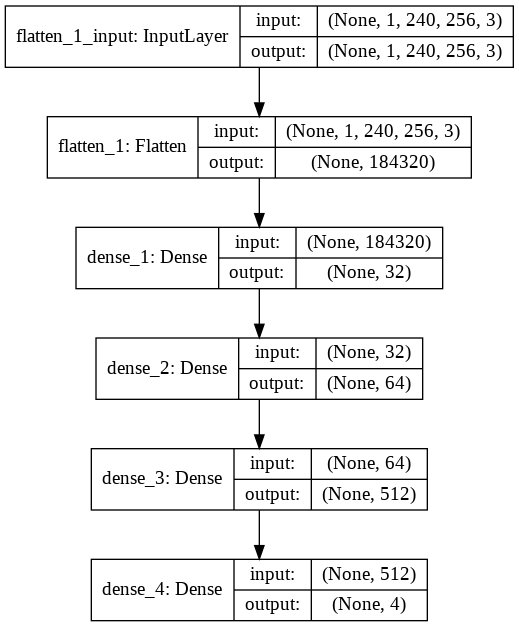 flatten_1_input: InputLayer input: (None, 1, 240, 256, 3)
output: (None, 1, 240, 256, 3)
flatten_1: Flatten input: (None, 1, 240, 256, 3)
output: (None, 184320)
dense_1: Dense input: (None, 184320)
output: (None, 32)
dense_2: Dense input: (None, 32)
output: (None, 64)
dense_3: Dense input: (None, 64)
output: (None, 512)
dense_4: Dense input: (None, 512)
output: (None, 4)